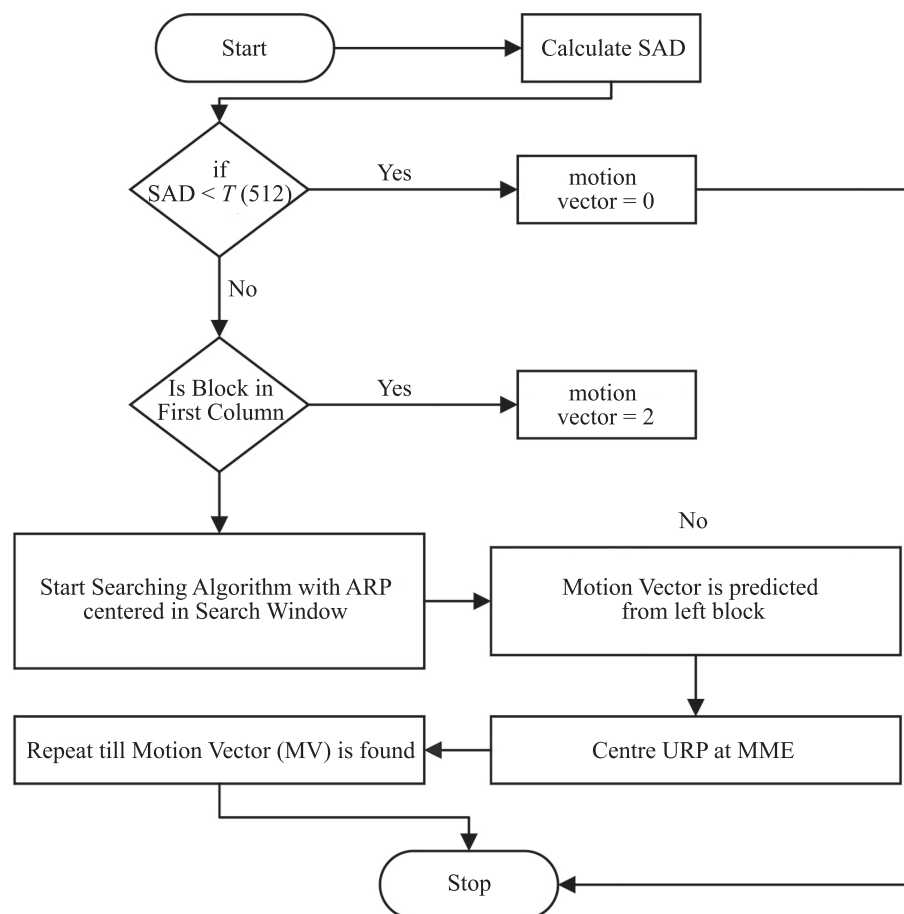 Start
Calculate SAD
if
SAD < T (512)
Yes
motion
vector = 0
No
Is Block in
First Column
Yes
motion
vector = 2
No
Start Searching Algorithm with ARP
centered in Search Window
Motion Vector is predicted
from left block
Repeat till Motion Vector (MV) is found
Centre URP at MME
Stop